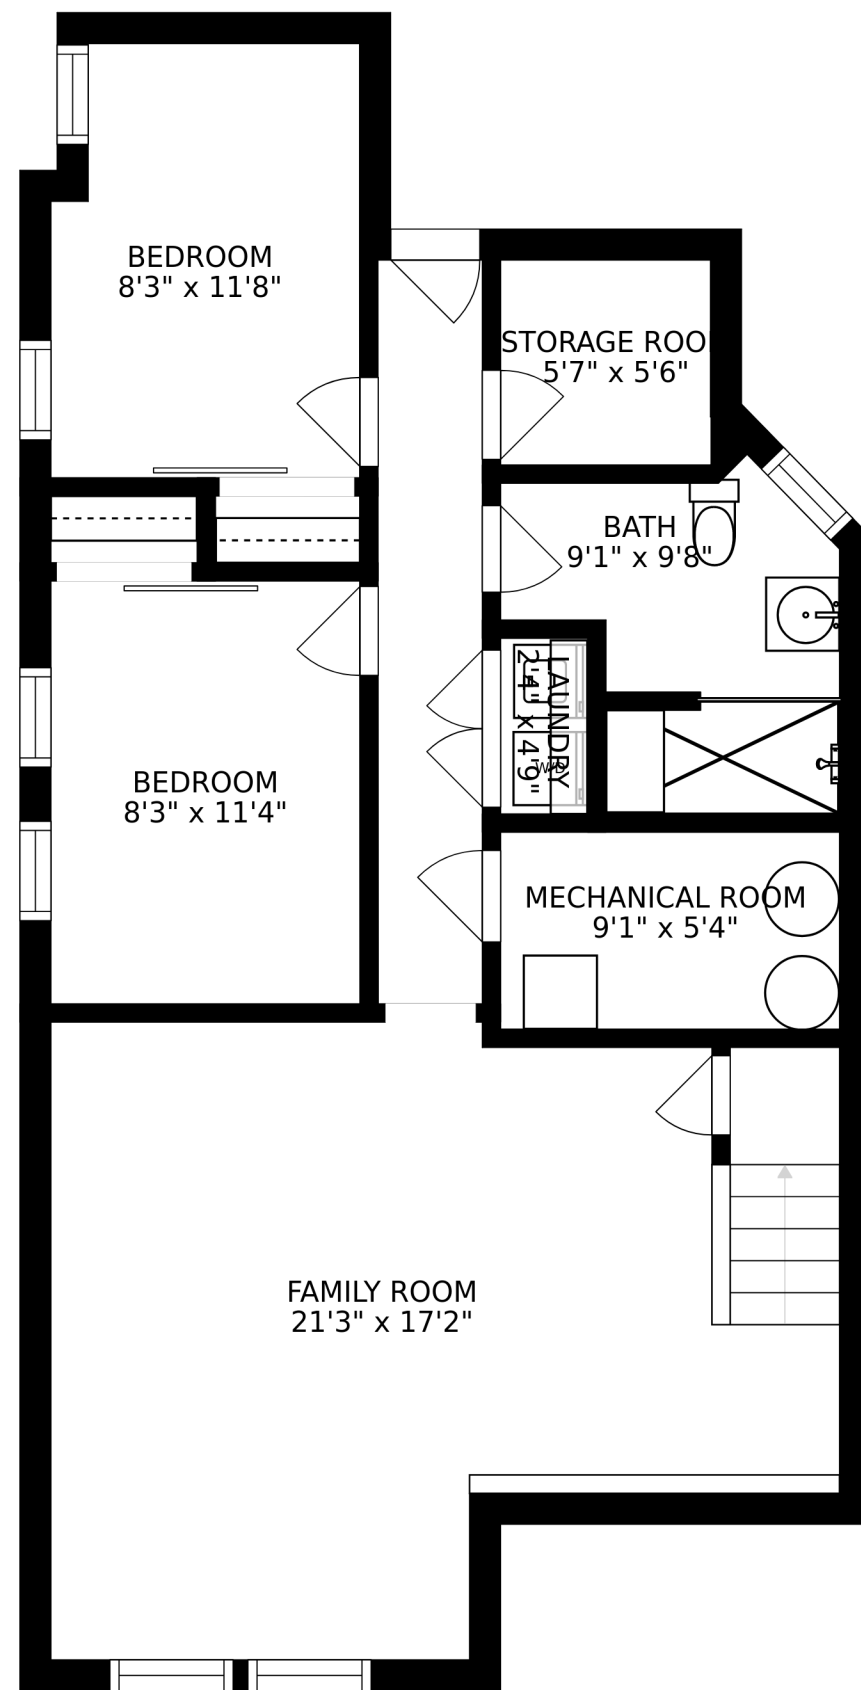 BEDROOM
8'3" x 11'8"
STORAGE ROO
5'7" x 5'6"
BATH
9'1" x 9'8"
LAUNDRY
2'4" x 4'9"
W/D
BEDROOM
8'3" x 11'4"
MECHANICAL ROOM
9'1" x 5'4"
FAMILY ROOM
21'3" x 17'2"